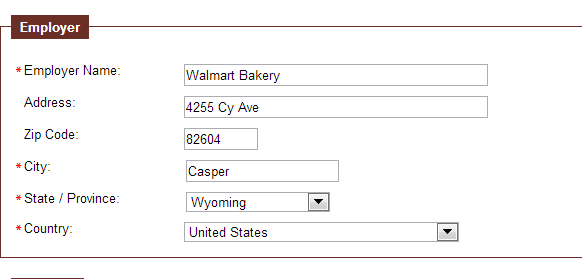 Employer
* Employer Name: Walmart Bakery
Address: 4255 Cy Ave
Zip Code: 82604
* City: Casper
* State / Province: Wyoming
* Country: United States